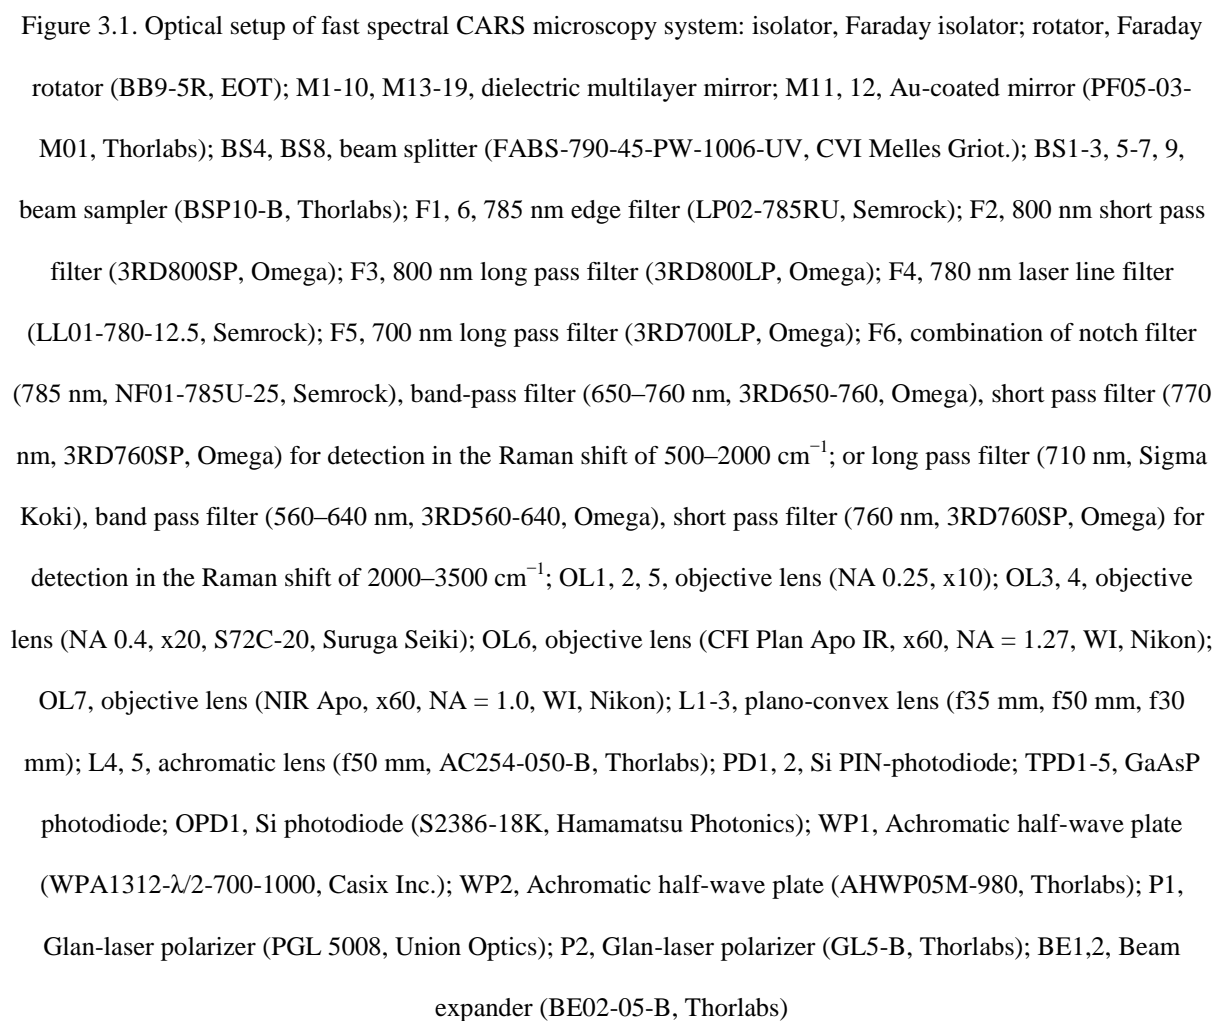 Figure 3.1. Optical setup of fast spectral CARS microscopy system: isolator, Faraday isolator; rotator, Faraday
rotator (BB9-5R, EOT); M1-10, M13-19, dielectric multilayer mirror; M11, 12, Au-coated mirror (PF05-03-
M01, Thorlabs); BS4, BS8, beam splitter (FABS-790-45-PW-1006-UV, CVI Melles Griot.); BS1-3, 5-7, 9,
beam sampler (BSP10-B, Thorlabs); F1, 6, 785 nm edge filter (LP02-785RU, Semrock); F2, 800 nm short pass
filter (3RD800SP, Omega); F3, 800 nm long pass filter (3RD800LP, Omega); F4, 780 nm laser line filter
(LL01-780-12.5, Semrock); F5, 700 nm long pass filter (3RD700LP, Omega); F6, combination of notch filter
(785 nm, NF01-785U-25, Semrock), band-pass filter (650–760 nm, 3RD650-760, Omega), short pass filter (770
nm, 3RD760SP, Omega) for detection in the Raman shift of 500–2000 cm⁻¹; or long pass filter (710 nm, Sigma
Koki), band pass filter (560–640 nm, 3RD560-640, Omega), short pass filter (760 nm, 3RD760SP, Omega) for
detection in the Raman shift of 2000–3500 cm⁻¹; OL1, 2, 5, objective lens (NA 0.25, x10); OL3, 4, objective
lens (NA 0.4, x20, S72C-20, Suruga Seiki); OL6, objective lens (CFI Plan Apo IR, x60, NA = 1.27, WI, Nikon);
OL7, objective lens (NIR Apo, x60, NA = 1.0, WI, Nikon); L1-3, plano-convex lens (f35 mm, f50 mm, f30
mm); L4, 5, achromatic lens (f50 mm, AC254-050-B, Thorlabs); PD1, 2, Si PIN-photodiode; TPD1-5, GaAsP
photodiode; OPD1, Si photodiode (S2386-18K, Hamamatsu Photonics); WP1, Achromatic half-wave plate
(WPA1312-λ/2-700-1000, Casix Inc.); WP2, Achromatic half-wave plate (AHWP05M-980, Thorlabs); P1,
Glan-laser polarizer (PGL 5008, Union Optics); P2, Glan-laser polarizer (GL5-B, Thorlabs); BE1,2, Beam
expander (BE02-05-B, Thorlabs)